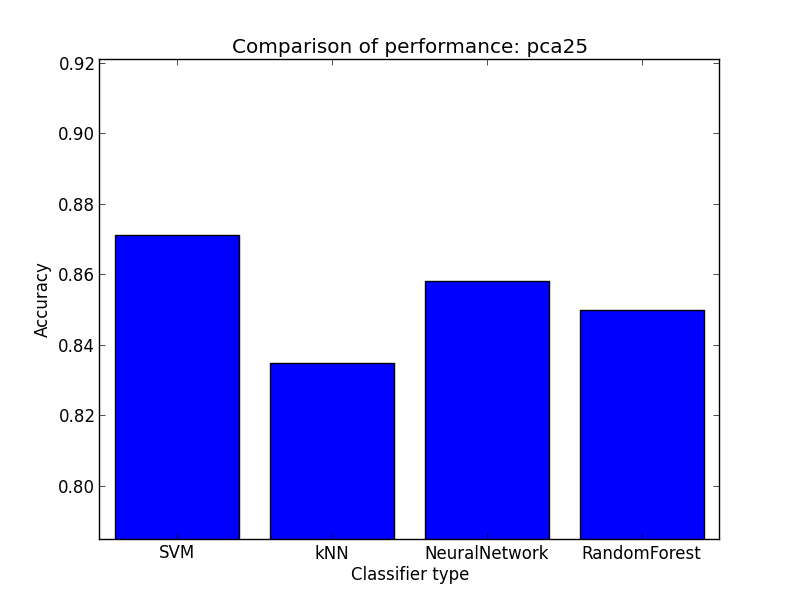 Comparison of performance: pca25
0.92
0.90
0.88
0.86
0.84
0.82
0.80
Accuracy
SVM kNN NeuralNetwork RandomForest
Classifier type